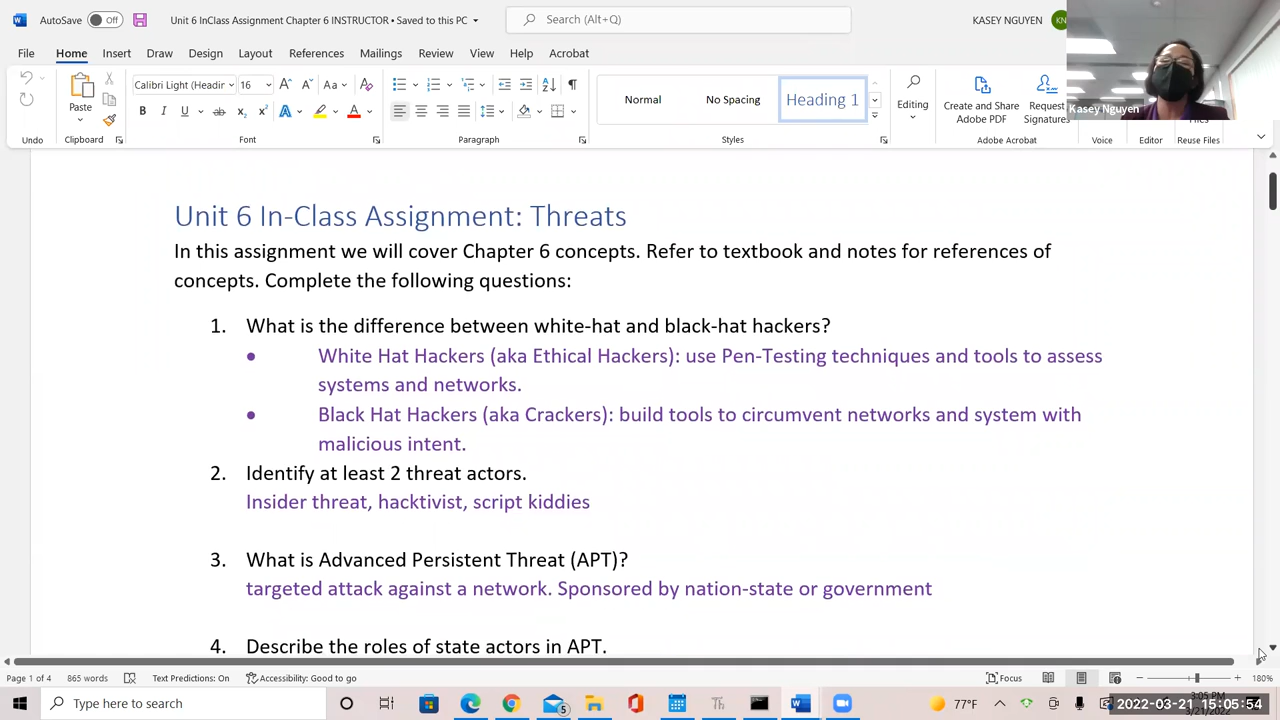 AutoSave Off Unit 6 InClass Assignment Chapter 6 INSTRUCTOR • Saved to this PC Search (Alt+Q) KASEY NGUYEN KN
File Home Insert Draw Design Layout References Mailings Review View Help Acrobat
Calibri Light (Headir 16 Aa
Paste
Normal No Spacing Heading 1
Editing
Create and Share
Adobe PDF
Request
Signatures
Kasey Nguyen
Undo Clipboard Font Paragraph Styles Adobe Acrobat Voice Editor Reuse Files
Unit 6 In-Class Assignment: Threats
In this assignment we will cover Chapter 6 concepts. Refer to textbook and notes for references of
concepts. Complete the following questions:
1. What is the difference between white-hat and black-hat hackers?
• White Hat Hackers (aka Ethical Hackers): use Pen-Testing techniques and tools to assess
systems and networks.
• Black Hat Hackers (aka Crackers): build tools to circumvent networks and system with
malicious intent.
2. Identify at least 2 threat actors.
Insider threat, hacktivist, script kiddies
3. What is Advanced Persistent Threat (APT)?
targeted attack against a network. Sponsored by nation-state or government
4. Describe the roles of state actors in APT.
Page 1 of 4 865 words Text Predictions: On Accessibility: Good to go Focus 180%
Type here to search 5 77°F
3:05 PM
2022-03-21 15:05:54